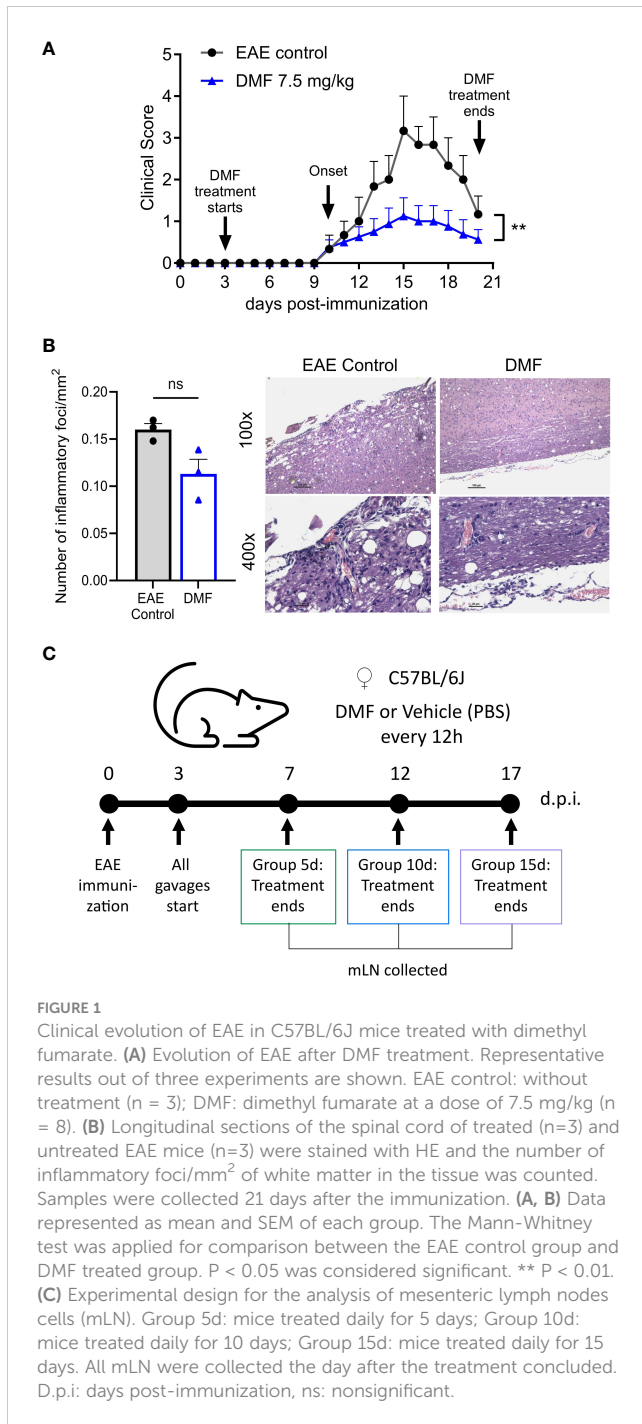 A
EAE control
DMF 7.5 mg/kg
DMF
treatment
ends
DMF
treatment
starts
Onset
Clinical Score
5
4
3
2
1
0
**
0 3 6 9 12 15 18 21
days post-immunization
B
Number of inflammatory foci/mm²
0.20
0.15
0.10
0.05
0.00
ns
EAE
Control
DMF
EAE Control
DMF
100x
400x
C
♀ C57BL/6J
DMF or Vehicle (PBS)
every 12h
0 3 7 12 17
d.p.i.
EAE
immuni-
zation
All
gavages
start
Group 5d:
Treatment
ends
Group 10d:
Treatment
ends
Group 15d:
Treatment
ends
mLN collected
FIGURE 1
Clinical evolution of EAE in C57BL/6J mice treated with dimethyl
fumarate. (A) Evolution of EAE after DMF treatment. Representative
results out of three experiments are shown. EAE control: without
treatment (n = 3); DMF: dimethyl fumarate at a dose of 7.5 mg/kg (n
= 8). (B) Longitudinal sections of the spinal cord of treated (n=3) and
untreated EAE mice (n=3) were stained with HE and the number of
inflammatory foci/mm² of white matter in the tissue was counted.
Samples were collected 21 days after the immunization. (A, B) Data
represented as mean and SEM of each group. The Mann-Whitney
test was applied for comparison between the EAE control group and
DMF treated group. P < 0.05 was considered significant. ** P < 0.01.
(C) Experimental design for the analysis of mesenteric lymph nodes
cells (mLN). Group 5d: mice treated daily for 5 days; Group 10d:
mice treated daily for 10 days; Group 15d: mice treated daily for 15
days. All mLN were collected the day after the treatment concluded.
D.p.i: days post-immunization, ns: nonsignificant.